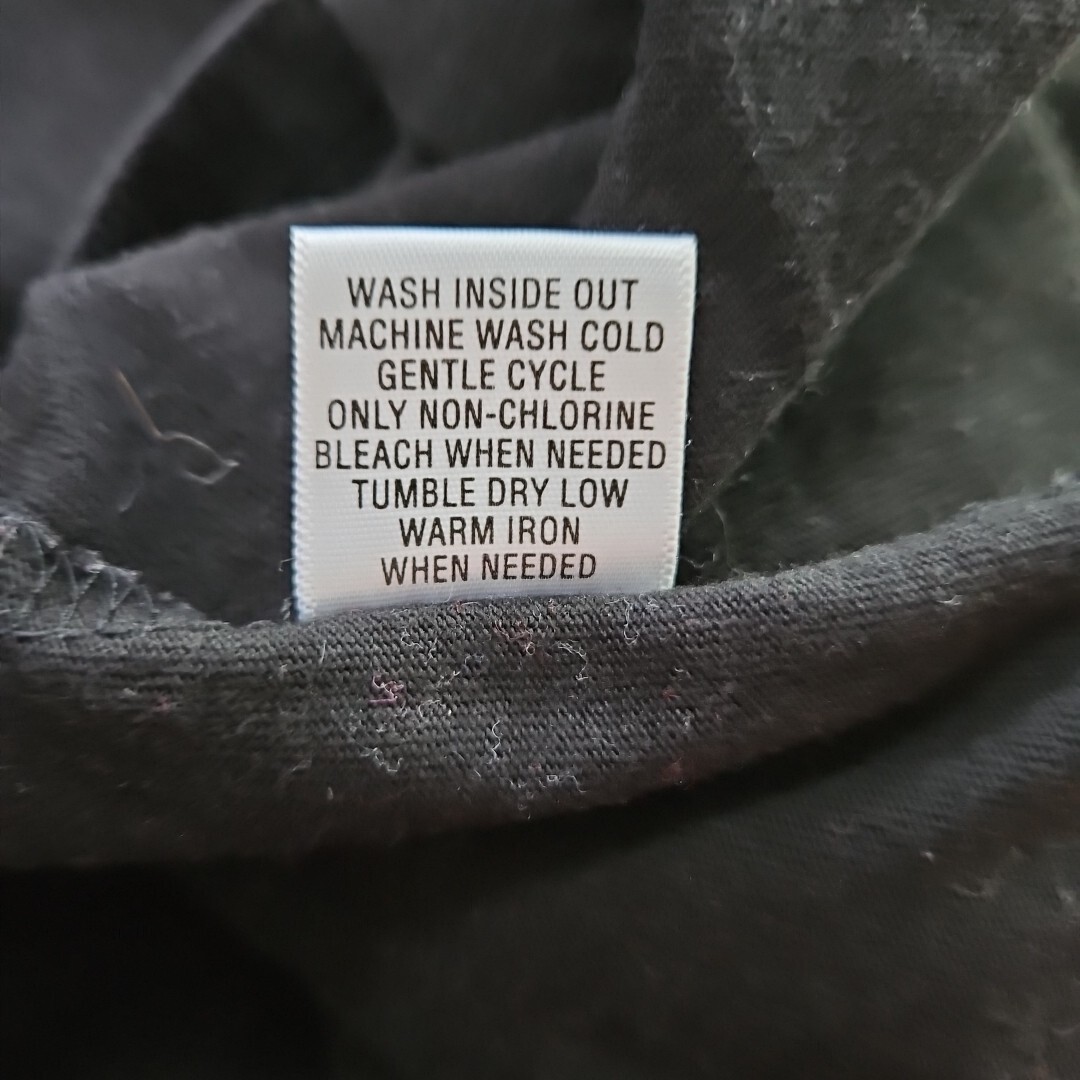 WASH INSIDE OUT
MACHINE WASH COLD
GENTLE CYCLE
ONLY NON-CHLORINE
BLEACH WHEN NEEDED
TUMBLE DRY LOW
WARM IRON
WHEN NEEDED